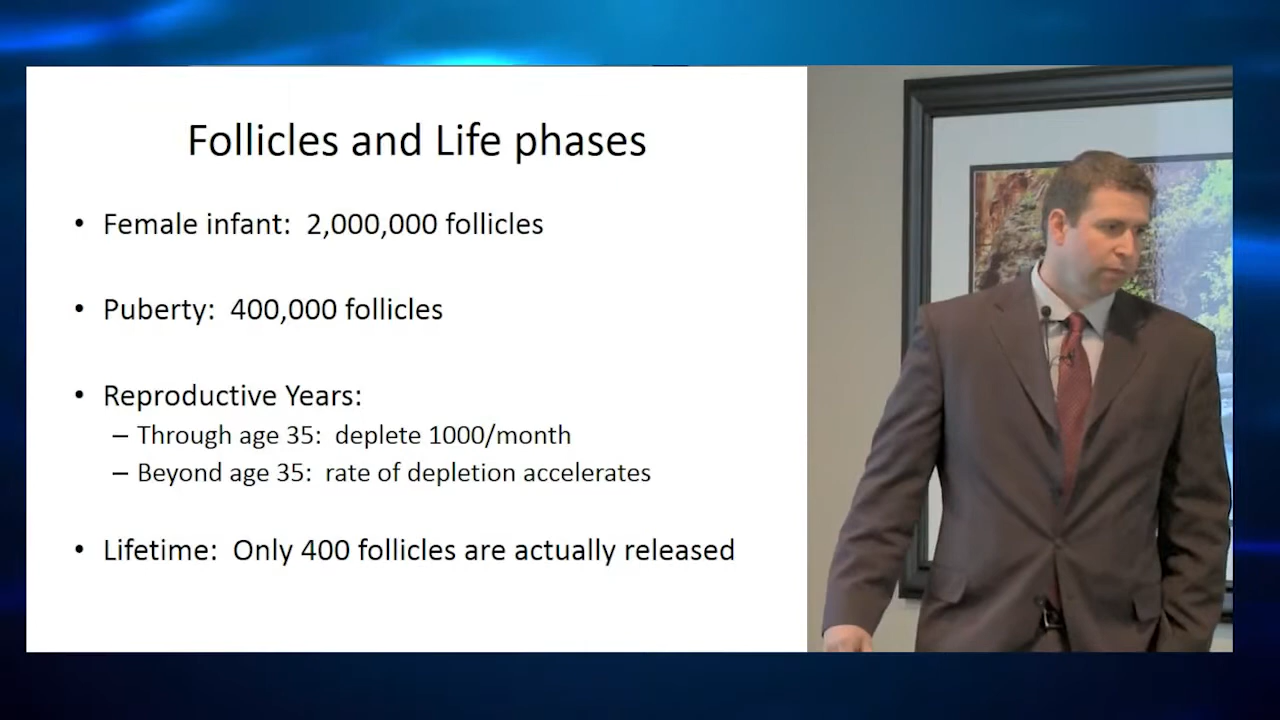 Follicles and Life phases
• Female infant: 2,000,000 follicles
• Puberty: 400,000 follicles
• Reproductive Years:
– Through age 35: deplete 1000/month
– Beyond age 35: rate of depletion accelerates
• Lifetime: Only 400 follicles are actually released